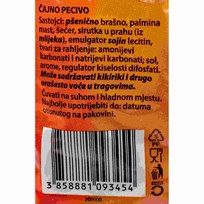 ČAJNO PECIVO
Sastojci: pšenično brašno, palmina
mast, šećer, sirutka u prahu (iz
mlijeka), emulgator sojin lecitin,
tvari za rahljenje: amonijevi
karbonati i natrijevi karbonati; sol,
arome, regulator kiselosti difosfati.
Može sadržavati kikiriki i drugo
orašasto voće u tragovima.
Čuvati na suhom i hladnom mjestu.
Najbolje upotrijebiti do: datuma
otisnutog na pakovini.
3 858881 093454